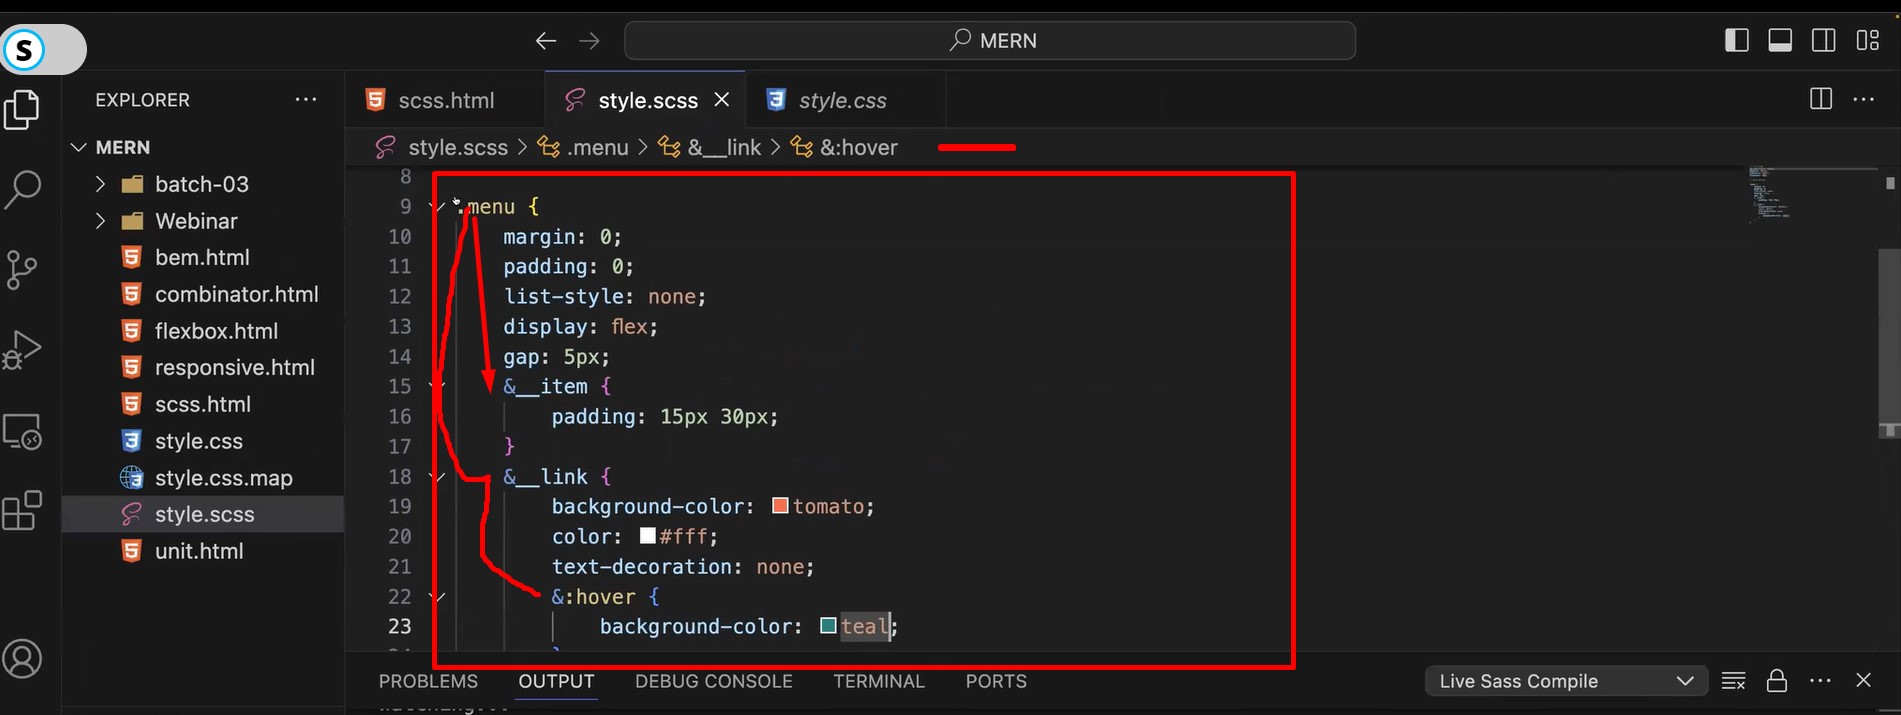 S
MERN
EXPLORER
MERN
batch-03
Webinar
bem.html
combinator.html
flexbox.html
responsive.html
scss.html
style.css
style.css.map
style.scss
unit.html
scss.html
style.scss
style.css
style.scss > .menu > &__link > &:hover
8
9 .menu {
10 margin: 0;
11 padding: 0;
12 list-style: none;
13 display: flex;
14 gap: 5px;
15 &__item {
16 padding: 15px 30px;
17 }
18 &__link {
19 background-color: tomato;
20 color: #fff;
21 text-decoration: none;
22 &:hover {
23 background-color: teal;
PROBLEMS OUTPUT DEBUG CONSOLE TERMINAL PORTS
Live Sass Compile